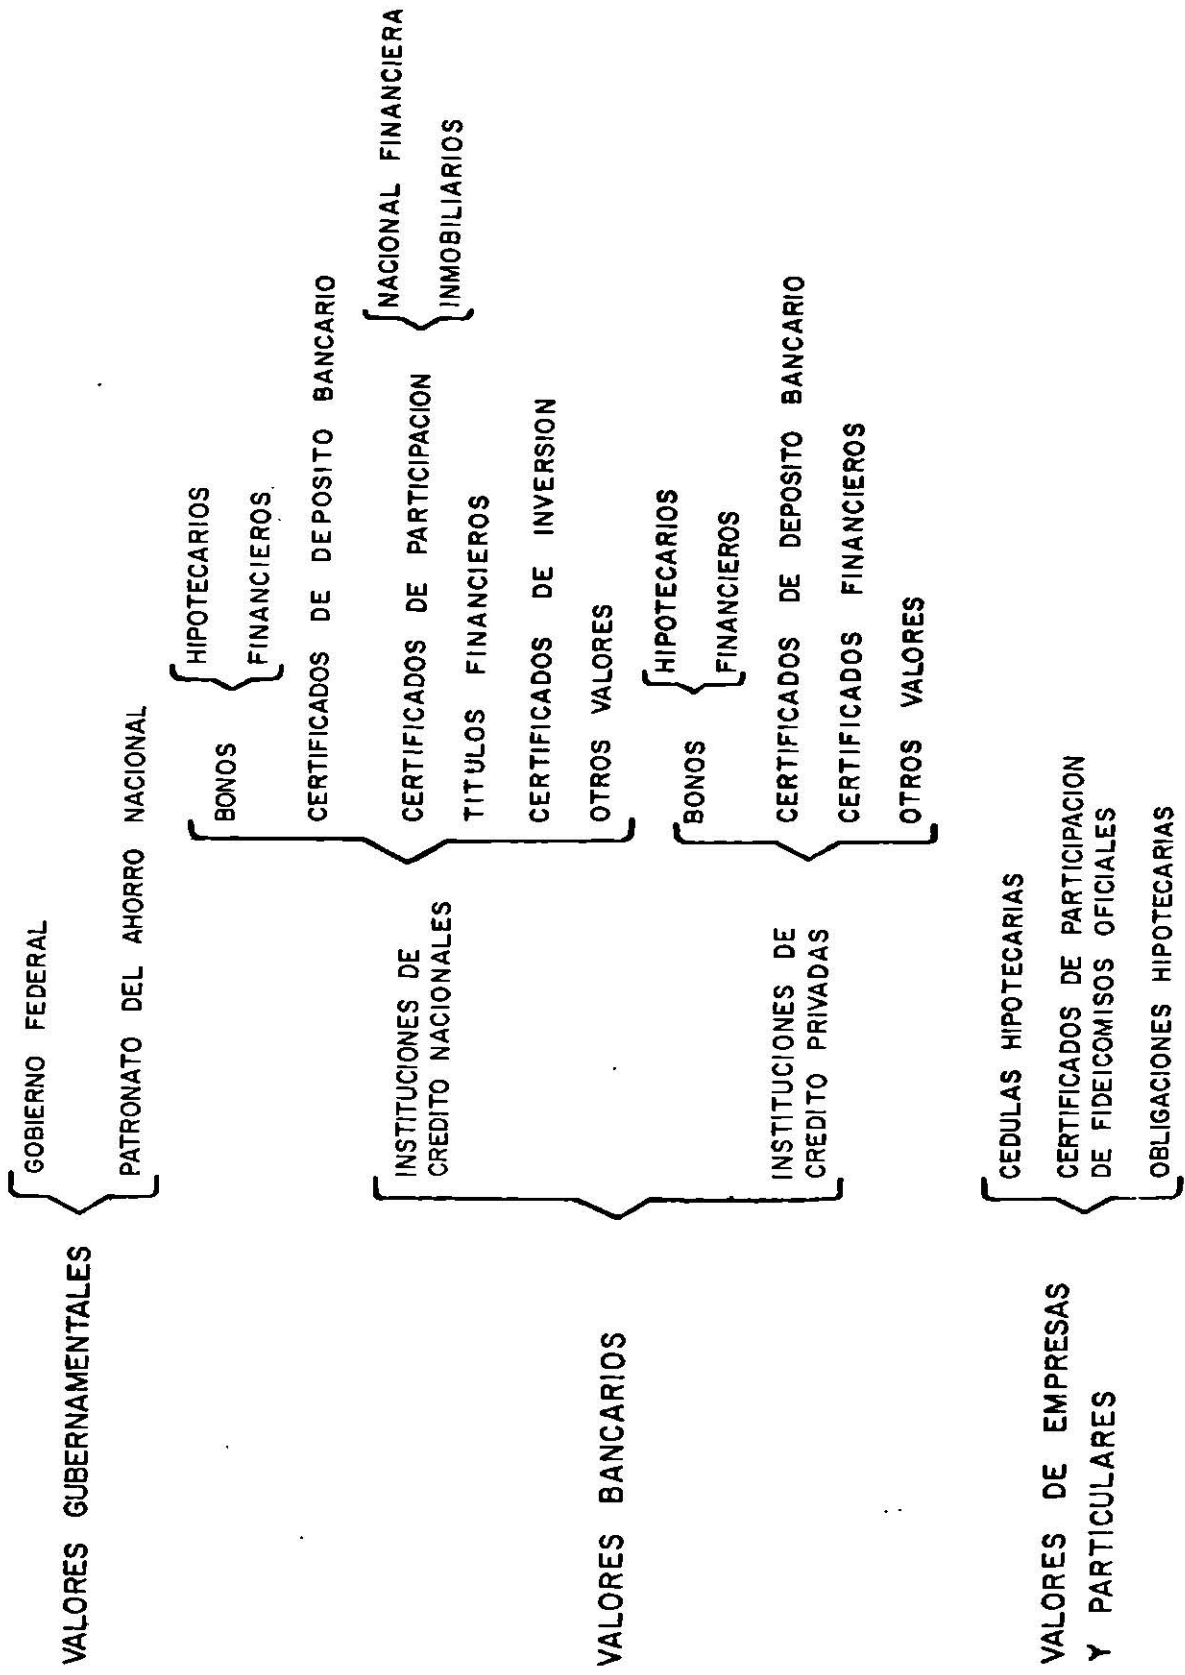 VALORES GUBERNAMENTALES
GOBIERNO FEDERAL
PATRONATO DEL AHORRO NACIONAL
VALORES BANCARIOS
INSTITUCIONES DE
CREDITO NACIONALES
BONOS
HIPOTECARIOS
FINANCIEROS
CERTIFICADOS DE DEPOSITO BANCARIO
CERTIFICADOS DE PARTICIPACION
NACIONAL FINANCIERA
INMOBILIARIOS
TITULOS FINANCIEROS
CERTIFICADOS DE INVERSION
OTROS VALORES
INSTITUCIONES DE
CREDITO PRIVADAS
BONOS
HIPOTECARIOS
FINANCIEROS
CERTIFICADOS DE DEPOSITO BANCARIO
CERTIFICADOS FINANCIEROS
OTROS VALORES
VALORES DE EMPRESAS
Y PARTICULARES
CEDULAS HIPOTECARIAS
CERTIFICADOS DE PARTICIPACION
DE FIDEICOMISOS OFICIALES
OBLIGACIONES HIPOTECARIAS